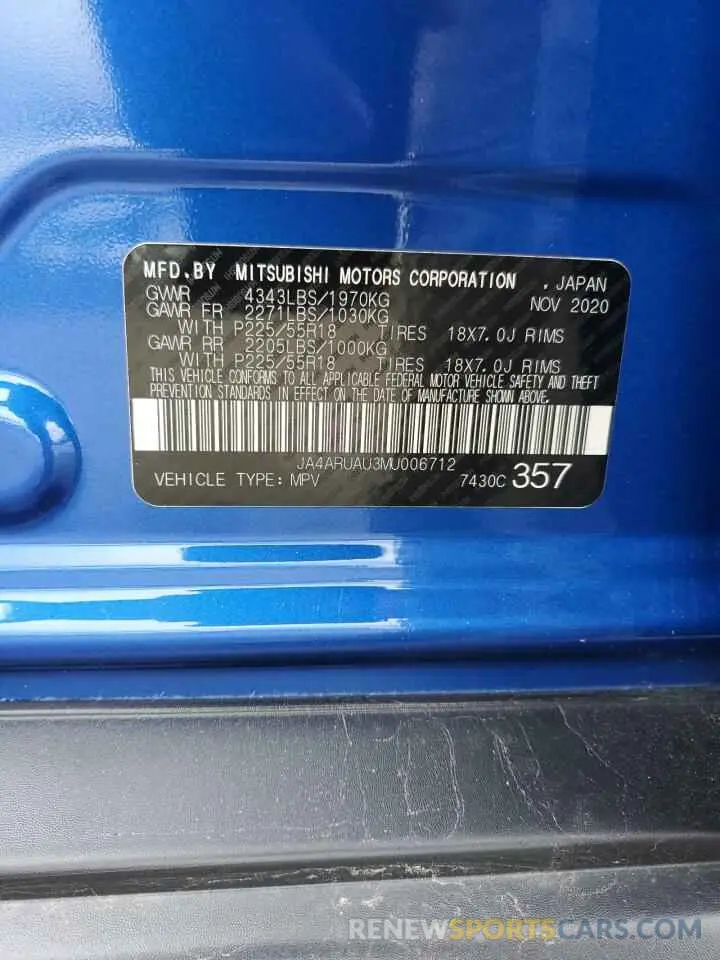 MFD.BY MITSUBISHI MOTORS CORPORATION , JAPAN
GVWR 4343LBS/1970KG NOV 2020
GAWR FR 2271LBS/1030KG
WITH P225/55R18 TIRES 18X7.0J RIMS
GAWR RR 2205LBS/1000KG
WITH P225/55R18 TIRES 18X7.0J RIMS
THIS VEHICLE CONFORMS TO ALL APPLICABLE FEDERAL MOTOR VEHICLE SAFETY AND THEFT
PREVENTION STANDARDS IN EFFECT ON THE DATE OF MANUFACTURE SHOWN ABOVE.
JA4ARUAU3MU006712
VEHICLE TYPE: MPV 7430C 357
RENEWSPORTSCARS.COM